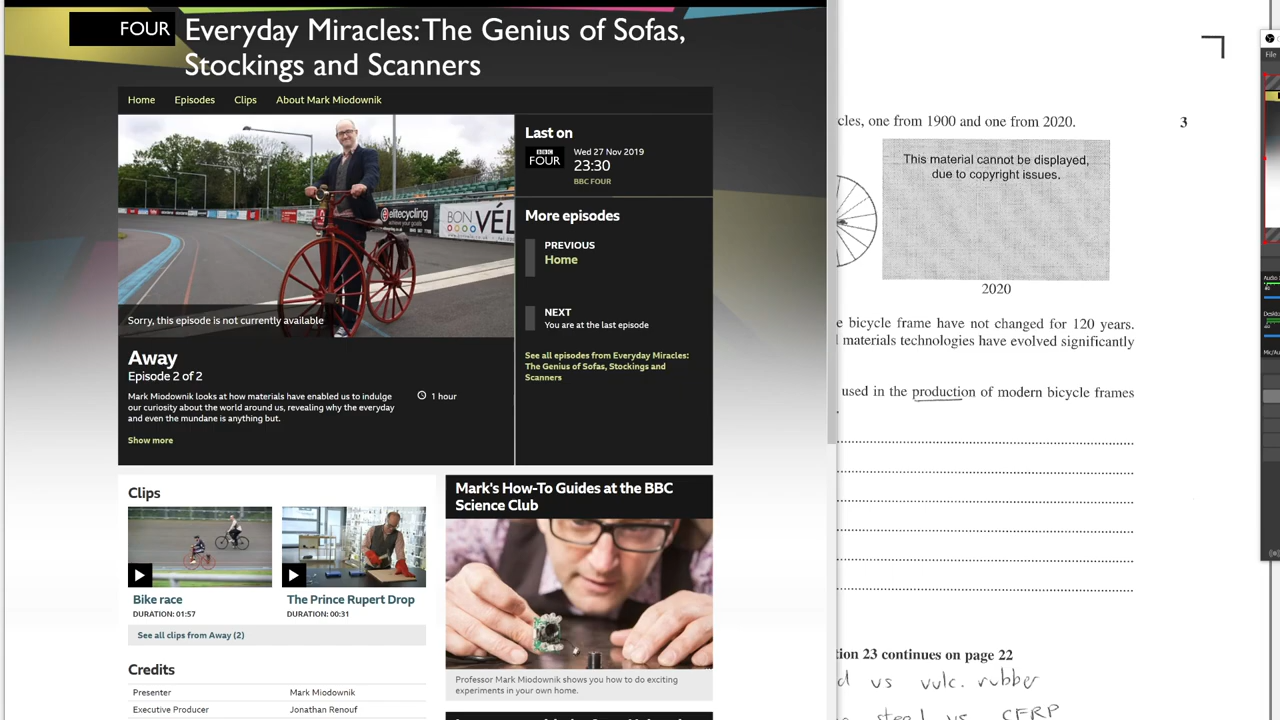 FOUR
Everyday Miracles: The Genius of Sofas,
Stockings and Scanners
Home Episodes Clips About Mark Miodownik
elitecycling
BON VÉL
Sorry, this episode is not currently available
Away
Episode 2 of 2
Mark Miodownik looks at how materials have enabled us to indulge
our curiosity about the world around us, revealing why the everyday
and even the mundane is anything but.
1 hour
Show more
Last on
BBC
FOUR
Wed 27 Nov 2019
23:30
BBC FOUR
More episodes
PREVIOUS
Home
NEXT
You are at the last episode
See all episodes from Everyday Miracles:
The Genius of Sofas, Stockings and
Scanners
Clips
Bike race
DURATION: 01:57
The Prince Rupert Drop
DURATION: 00:31
See all clips from Away (2)
Credits
Presenter Mark Miodownik
Executive Producer Jonathan Renouf
Mark's How-To Guides at the BBC
Science Club
Professor Mark Miodownik shows you how to do exciting
experiments in your own home.
cles, one from 1900 and one from 2020.
3
This material cannot be displayed,
due to copyright issues.
2020
e bicycle frame have not changed for 120 years.
materials technologies have evolved significantly
used in the production of modern bicycle frames
tion 23 continues on page 22
d vs vulc. rubber
steel vs CFRP
File
Audio
Desktop
Mic/Au